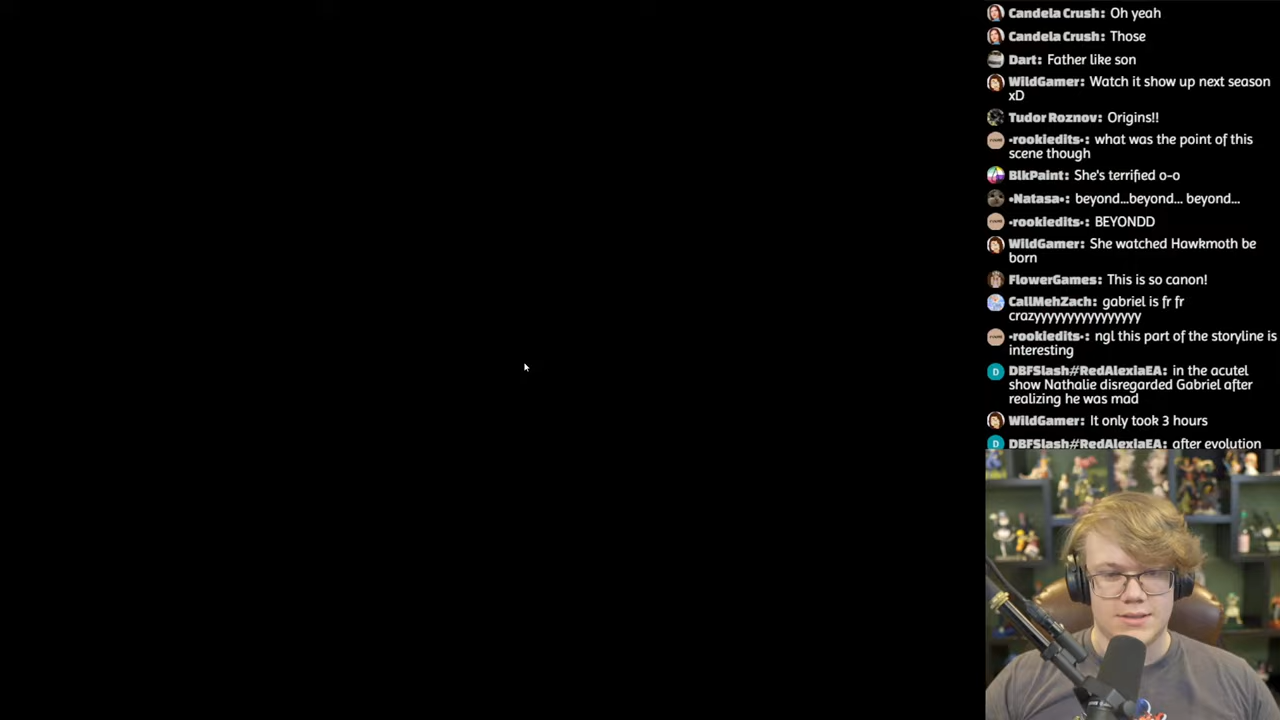 Candela Crush: Oh yeah
Candela Crush: Those
Dart: Father like son
WildGamer: Watch it show up next season
xD
Tudor Roznov: Origins!!
•rookiedits•: what was the point of this
scene though
BlkPaint: She's terrified o-o
•Natasa•: beyond...beyond... beyond...
•rookiedits•: BEYONDD
WildGamer: She watched Hawkmoth be
born
FlowerGames: This is so canon!
CallMehZach: gabriel is fr fr
crazyyyyyyyyyyyyyyyy
•rookiedits•: ngl this part of the storyline is
interesting
D DBFSlash#RedAlexiaEA: in the acutel
show Nathalie disregarded Gabriel after
realizing he was mad
WildGamer: It only took 3 hours
D DBFSlash#RedAlexiaEA: after evolution